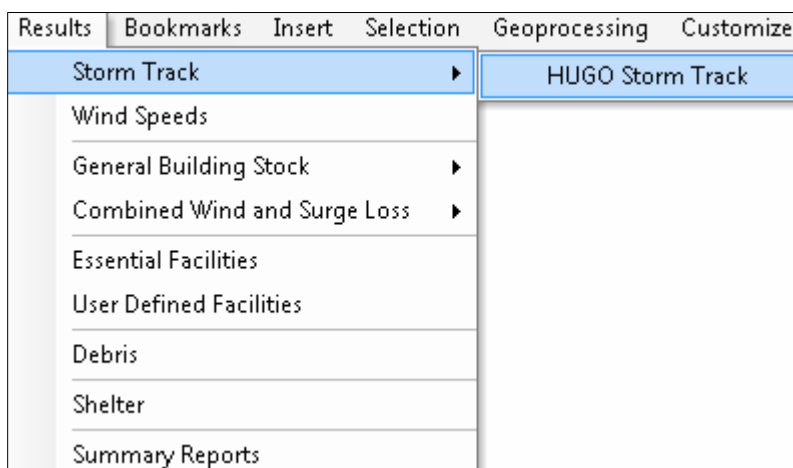 Results Bookmarks Insert Selection Geoprocessing Customize
Storm Track HUGO Storm Track
Wind Speeds
General Building Stock
Combined Wind and Surge Loss
Essential Facilities
User Defined Facilities
Debris
Shelter
Summary Reports